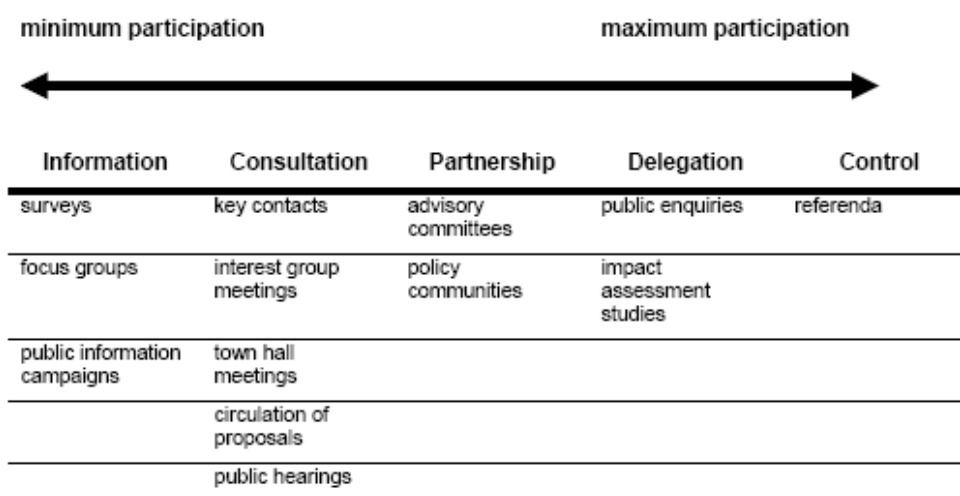 minimum participation maximum participation
Information Consultation Partnership Delegation Control
surveys key contacts advisory committees public enquiries referenda
focus groups interest group meetings policy communities impact assessment studies
public information campaigns town hall meetings
circulation of proposals
public hearings